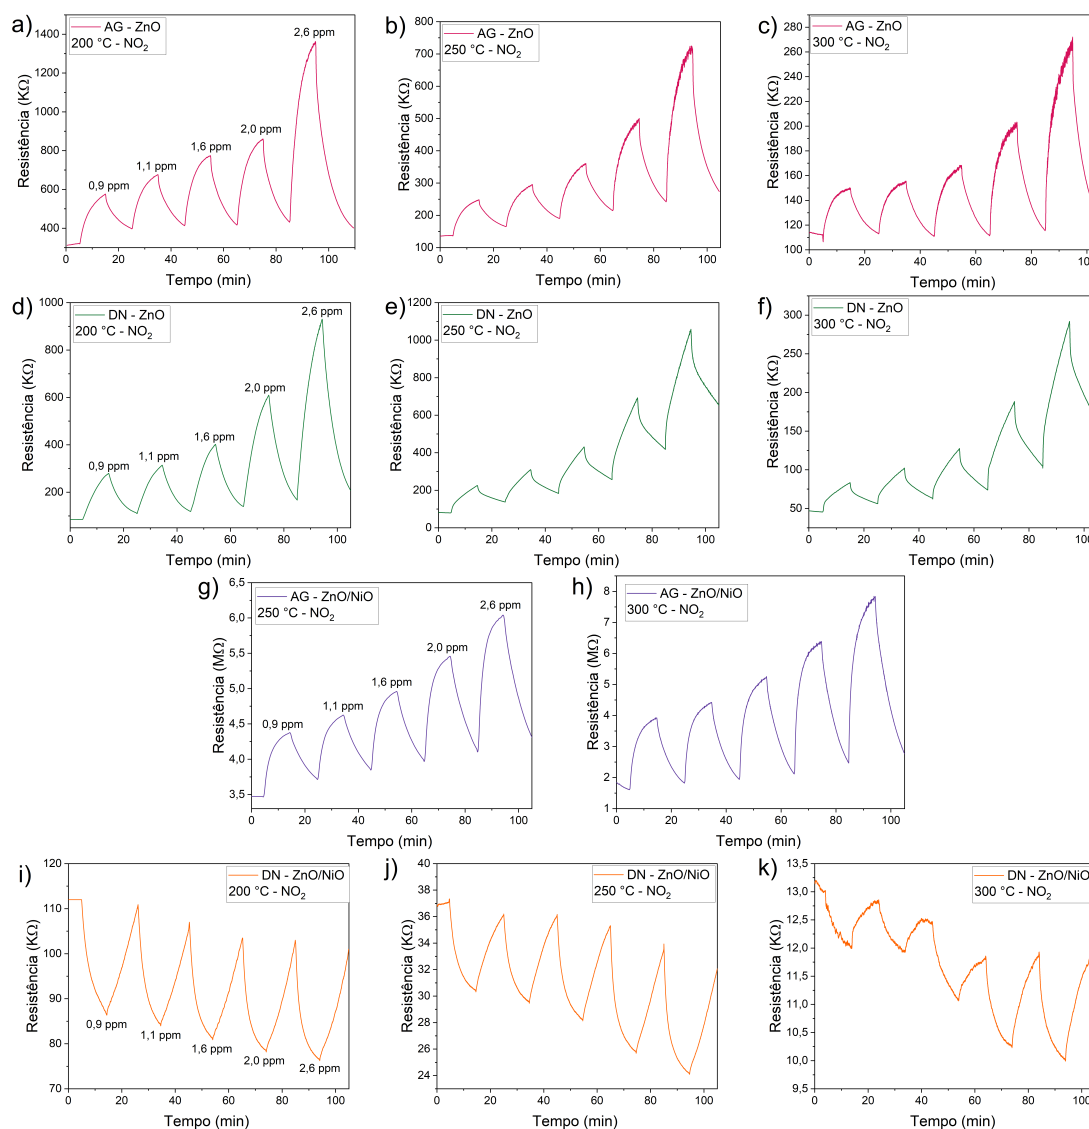 a)
AG - ZnO
200 °C - NO₂
Resistência (KΩ)
1400
1200
1000
800
600
400
0,9 ppm
1,1 ppm
1,6 ppm
2,0 ppm
2,6 ppm
0 20 40 60 80 100
Tempo (min)
b)
AG - ZnO
250 °C - NO₂
Resistência (KΩ)
800
700
600
500
400
300
200
100
0 20 40 60 80 100
Tempo (min)
c)
AG - ZnO
300 °C - NO₂
Resistência (KΩ)
280
260
240
220
200
180
160
140
120
100
0 20 40 60 80 100
Tempo (min)
d)
DN - ZnO
200 °C - NO₂
Resistência (KΩ)
1000
800
600
400
200
0,9 ppm
1,1 ppm
1,6 ppm
2,0 ppm
2,6 ppm
0 20 40 60 80 100
Tempo (min)
e)
DN - ZnO
250 °C - NO₂
Resistência (KΩ)
1200
1000
800
600
400
200
0
0 20 40 60 80 100
Tempo (min)
f)
DN - ZnO
300 °C - NO₂
Resistência (KΩ)
300
250
200
150
100
50
0 20 40 60 80 100
Tempo (min)
g)
AG - ZnO/NiO
250 °C - NO₂
Resistência (MΩ)
6,5
6,0
5,5
5,0
4,5
4,0
3,5
0,9 ppm
1,1 ppm
1,6 ppm
2,0 ppm
2,6 ppm
0 20 40 60 80 100
Tempo (min)
h)
AG - ZnO/NiO
300 °C - NO₂
Resistência (MΩ)
8
7
6
5
4
3
2
1
0 20 40 60 80 100
Tempo (min)
i)
DN - ZnO/NiO
200 °C - NO₂
Resistência (KΩ)
120
110
100
90
80
70
0,9 ppm
1,1 ppm
1,6 ppm
2,0 ppm
2,6 ppm
0 20 40 60 80 100
Tempo (min)
j)
DN - ZnO/NiO
250 °C - NO₂
Resistência (KΩ)
40
38
36
34
32
30
28
26
24
0 20 40 60 80 100
Tempo (min)
k)
DN - ZnO/NiO
300 °C - NO₂
Resistência (KΩ)
13,5
13,0
12,5
12,0
11,5
11,0
10,5
10,0
9,5
0 20 40 60 80 100
Tempo (min)